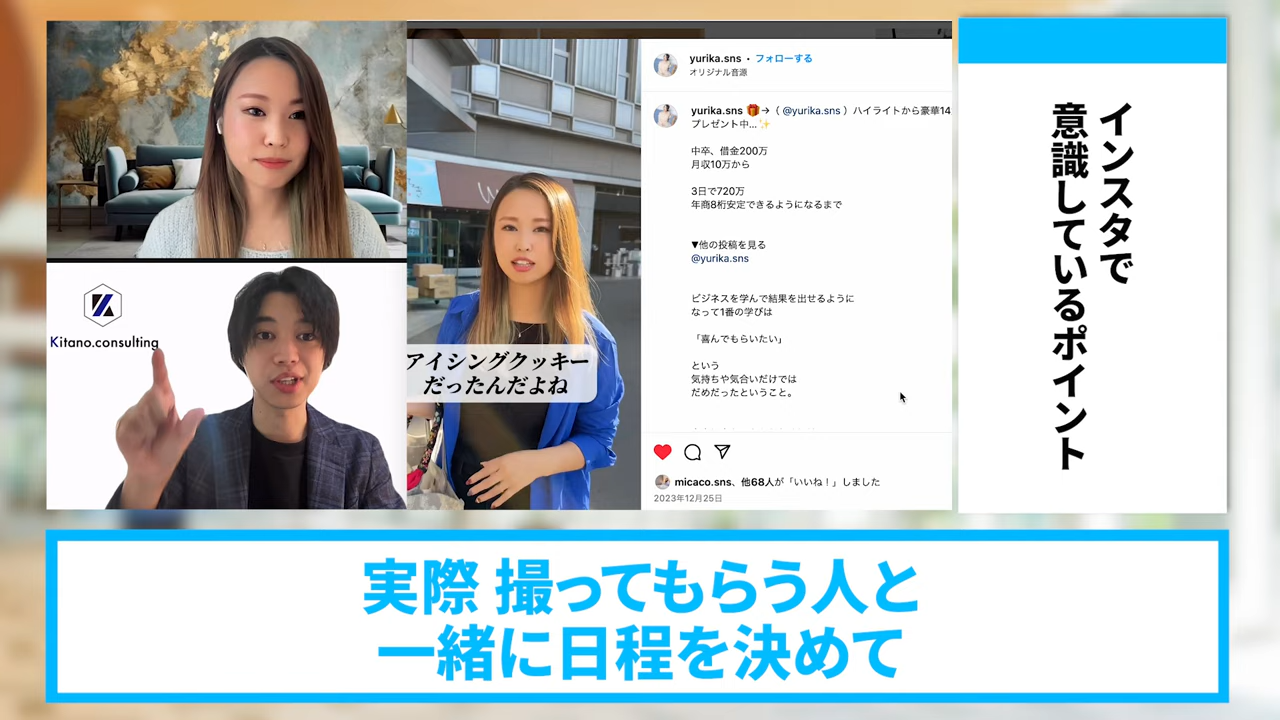 Kitano.consulting
アイシングクッキー
だったんだよね
yurika.sns • フォローする
オリジナル音源
yurika.sns 🎁→（ @yurika.sns ）ハイライトから豪華14
プレゼント中...✨
中卒、借金200万
月収10万から
3日で720万
年商8桁安定できるようになるまで
▼他の投稿を見る
@yurika.sns
ビジネスを学んで結果を出せるように
なって1番の学びは
「喜んでもらいたい」
という
気持ちや気合いだけでは
だめだったということ。
micaco.sns、他68人が「いいね！」しました
2023年12月25日
インスタで
意識しているポイント
実際 撮ってもらう人と
一緒に日程を決めて